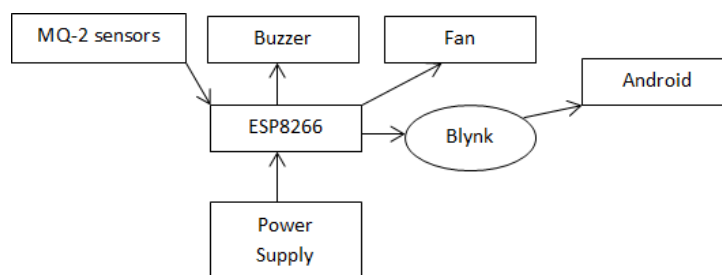 MQ-2 sensors
Buzzer
Fan
Android
ESP8266
Blynk
Power
Supply